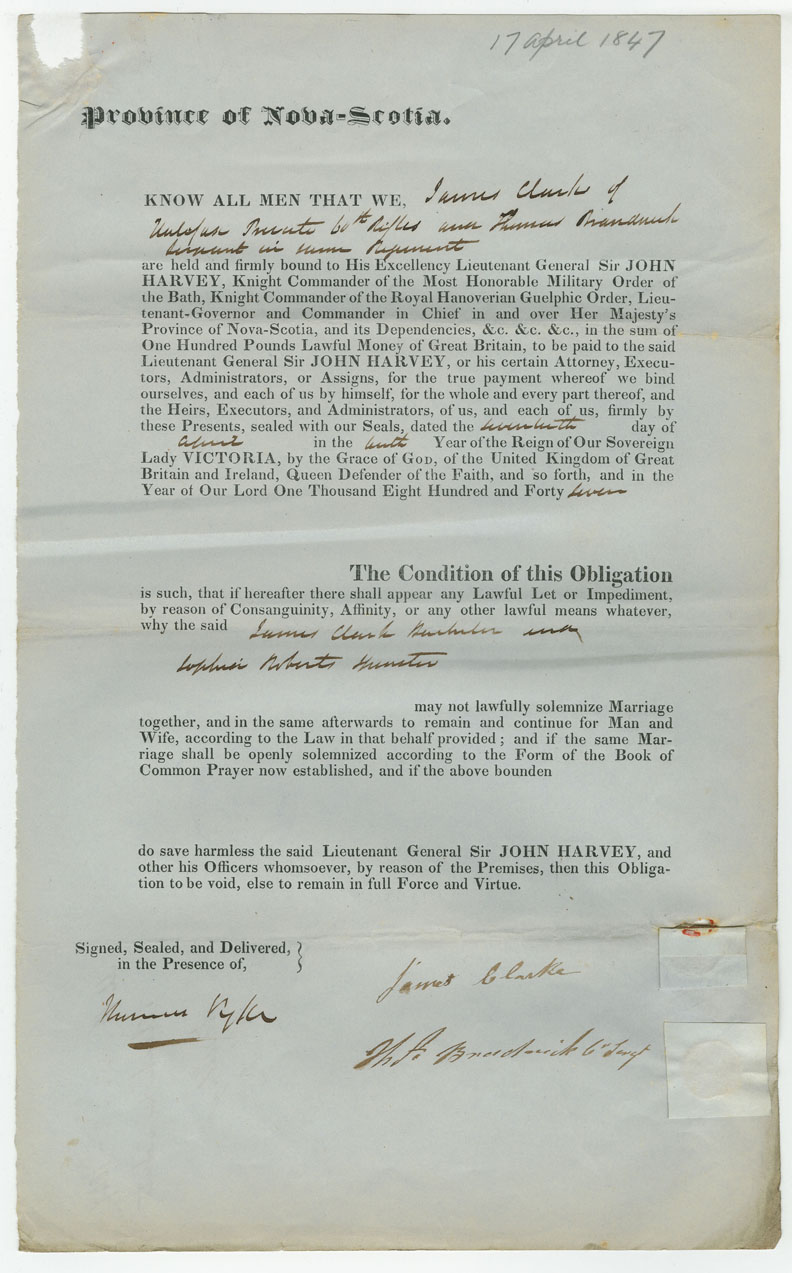 17 April 1847
Province of Nova-Scotia.
KNOW ALL MEN THAT WE, James Clark of
Halifax Private 60th Rifles and Thomas
Sergeant in same Regiment
are held and firmly bound to His Excellency Lieutenant General Sir JOHN
HARVEY, Knight Commander of the Most Honorable Military Order of
the Bath, Knight Commander of the Royal Hanoverian Guelphic Order, Lieu-
tenant-Governor and Commander in Chief in and over Her Majesty's
Province of Nova-Scotia, and its Dependencies, &c. &c. &c., in the sum of
One Hundred Pounds Lawful Money of Great Britain, to be paid to the said
Lieutenant General Sir JOHN HARVEY, or his certain Attorney, Execu-
tors, Administrators, or Assigns, for the true payment whereof we bind
ourselves, and each of us by himself, for the whole and every part thereof, and
the Heirs, Executors, and Administrators, of us, and each of us, firmly by
these Presents, sealed with our Seals, dated the seventeenth day of
April in the tenth Year of the Reign of Our Sovereign
Lady VICTORIA, by the Grace of GOD, of the United Kingdom of Great
Britain and Ireland, Queen Defender of the Faith, and so forth, and in the
Year of Our Lord One Thousand Eight Hundred and Forty seven
The Condition of this Obligation
is such, that if hereafter there shall appear any Lawful Let or Impediment,
by reason of Consanguinity, Affinity, or any other lawful means whatever,
why the said James Clark Bachelor and
Sophia Roberts Spinster
may not lawfully solemnize Marriage
together, and in the same afterwards to remain and continue for Man and
Wife, according to the Law in that behalf provided; and if the same Mar-
riage shall be openly solemnized according to the Form of the Book of
Common Prayer now established, and if the above bounden
do save harmless the said Lieutenant General Sir JOHN HARVEY, and
other his Officers whomsoever, by reason of the Premises, then this Obliga-
tion to be void, else to remain in full Force and Virtue.
Signed, Sealed, and Delivered,
in the Presence of,
James Clarke
Pyke
Thos Broderick Cr Sergt